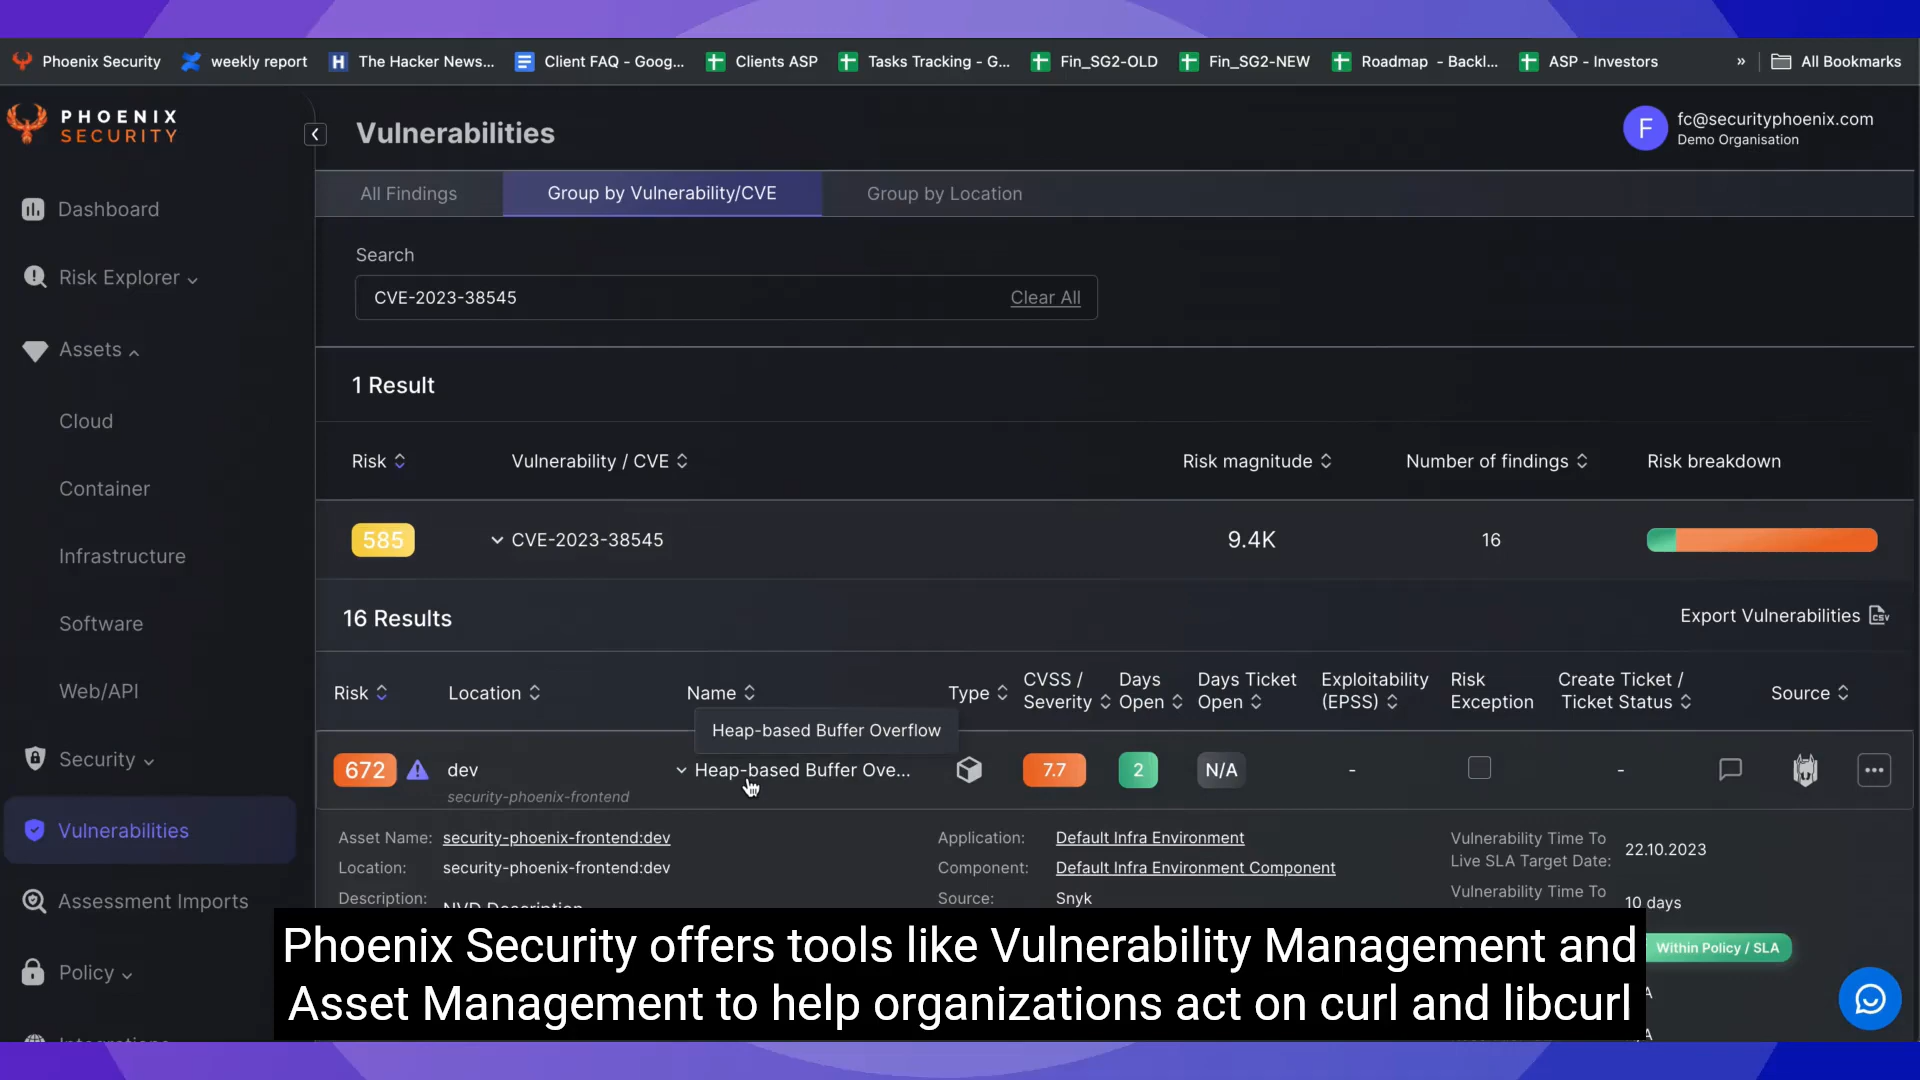 Phoenix Security weekly report The Hacker News... Client FAQ - Goog... Clients ASP Tasks Tracking - G... Fin_SG2-OLD Fin_SG2-NEW Roadmap - Backl... ASP - Investors » All Bookmarks
PHOENIX
SECURITY
Vulnerabilities
F
fc@securityphoenix.com
Demo Organisation
All Findings Group by Vulnerability/CVE Group by Location
Dashboard
Risk Explorer
Assets
Cloud
Container
Infrastructure
Software
Web/API
Security
Vulnerabilities
Assessment Imports
Policy
Search
CVE-2023-38545 Clear All
1 Result
Risk Vulnerability / CVE Risk magnitude Number of findings Risk breakdown
585 CVE-2023-38545 9.4K 16
16 Results Export Vulnerabilities CSV
Risk Location Name Type CVSS / Severity Days Open Days Ticket Open Exploitability (EPSS) Risk Exception Create Ticket / Ticket Status Source
Heap-based Buffer Overflow
672 dev Heap-based Buffer Ove... 7.7 2 N/A - -
security-phoenix-frontend
Asset Name: security-phoenix-frontend:dev Application: Default Infra Environment Vulnerability Time To Live SLA Target Date: 22.10.2023
Location: security-phoenix-frontend:dev Component: Default Infra Environment Component
Description: Source: Snyk Vulnerability Time To 10 days
Within Policy / SLA
Phoenix Security offers tools like Vulnerability Management and
Asset Management to help organizations act on curl and libcurl